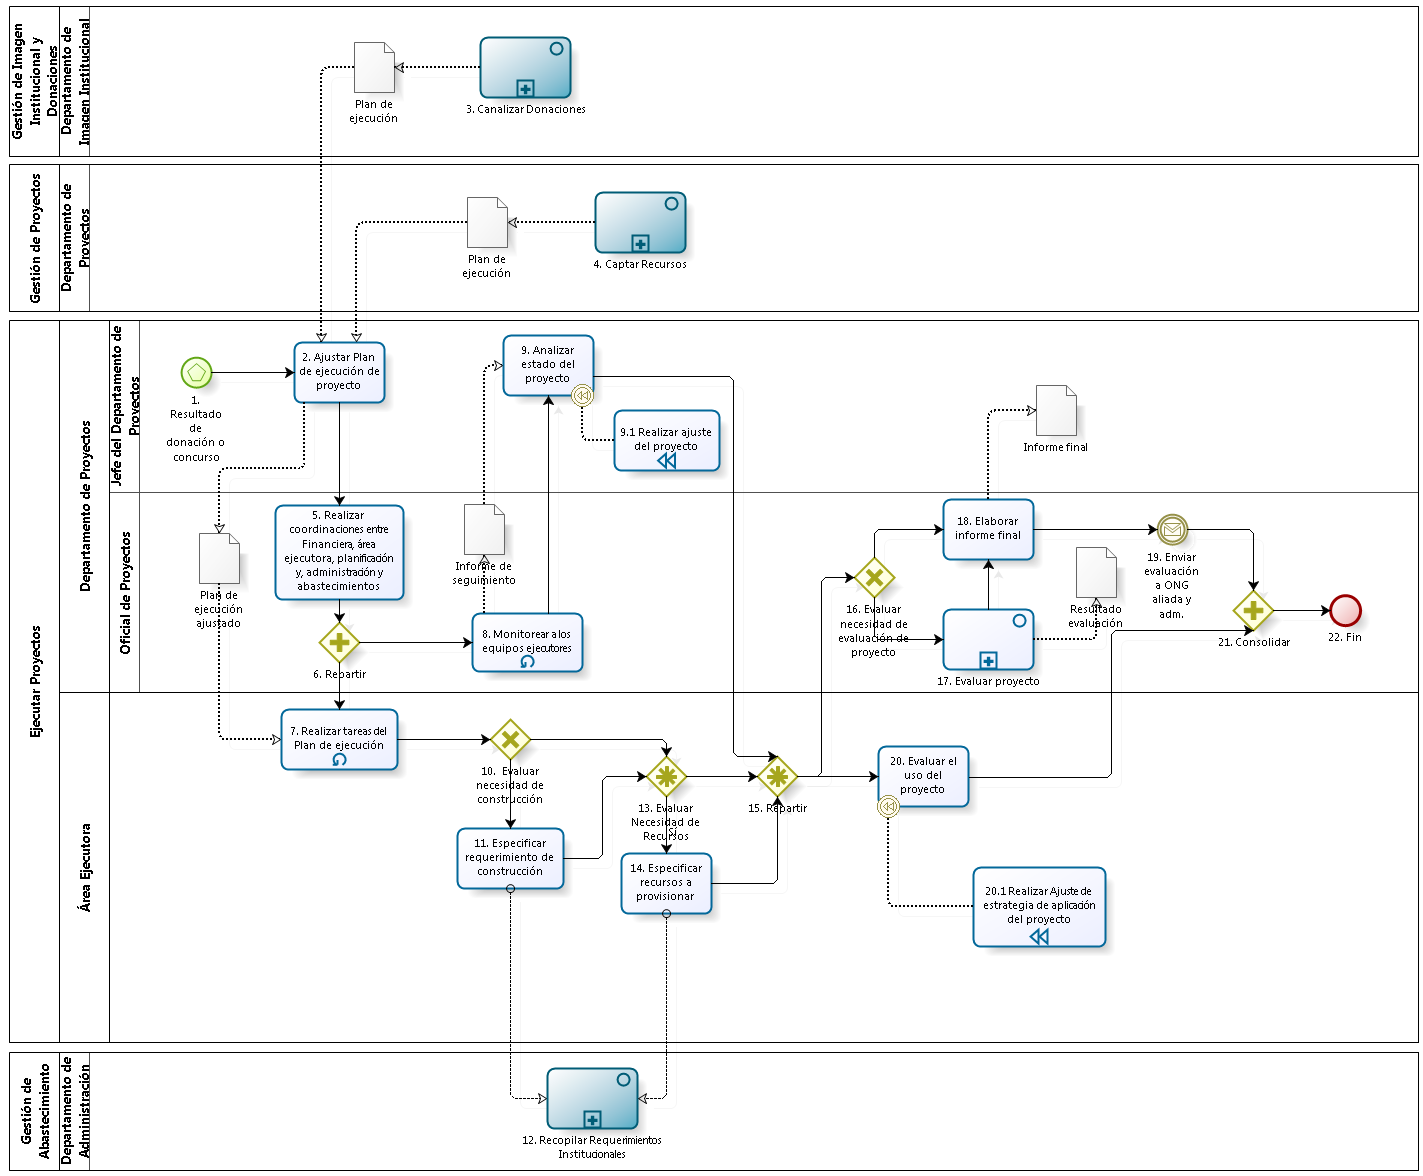 Gestión de Imagen
Institucional y
Donaciones
Departamento de
Imagen Institucional
Plan de
ejecución
3. Canalizar Donaciones
Gestión de Proyectos
Departamento de
Proyectos
Plan de
ejecución
4. Captar Recursos
Ejecutar Proyectos
Departamento de Proyectos
Jefe del Departamento de
Proyectos
1.
Resultado
de
donación o
concurso
2. Ajustar Plan
de ejecución de
proyecto
9. Analizar
estado del
proyecto
9.1 Realizar ajuste
del proyecto
Informe final
Oficial de Proyectos
Plan de
ejecución
ajustado
5. Realizar
coordinaciones entre
Financiera, área
ejecutora, planificación
y, administración y
abastecimientos
6. Repartir
Informe de
seguimiento
8. Monitorear a los
equipos ejecutores
16. Evaluar
necesidad de
evaluación de
proyecto
18. Elaborar
informe final
17. Evaluar proyecto
Resultado
evaluación
19. Enviar
evaluación
a ONG
aliada y
adm.
21. Consolidar
22. Fin
Área Ejecutora
7. Realizar tareas del
Plan de ejecución
10. Evaluar
necesidad de
construcción
11. Especificar
requerimiento de
construcción
13. Evaluar
Necesidad de
Recursos
Sí
14. Especificar
recursos a
provisionar
15. Repartir
20. Evaluar el
uso del
proyecto
20.1 Realizar Ajuste de
estrategia de aplicación
del proyecto
Gestión de
Abastecimiento
Departamento de
Administración
12. Recopilar Requerimientos
Institucionales